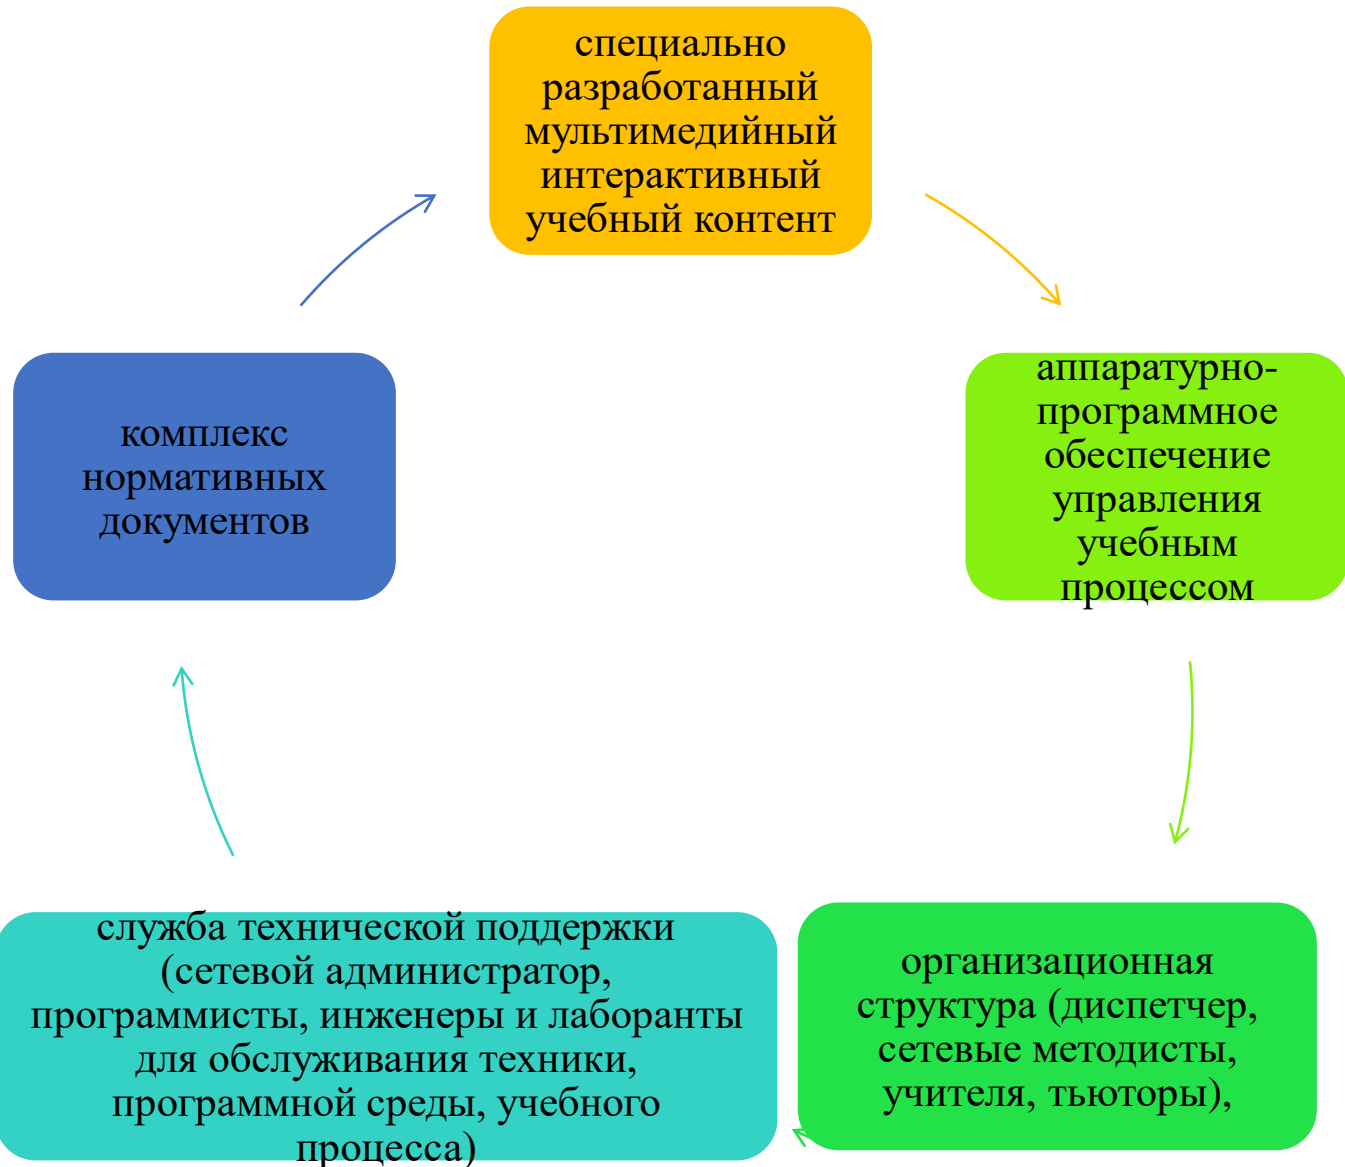 специально
разработанный
мультимедийный
интерактивный
учебный контент
аппаратурно-
программное
обеспечение
управления
учебным
процессом
организационная
структура (диспетчер,
сетевые методисты,
учителя, тьюторы),
служба технической поддержки
(сетевой администратор,
программисты, инженеры и лаборанты
для обслуживания техники,
программной среды, учебного
процесса)
комплекс
нормативных
документов